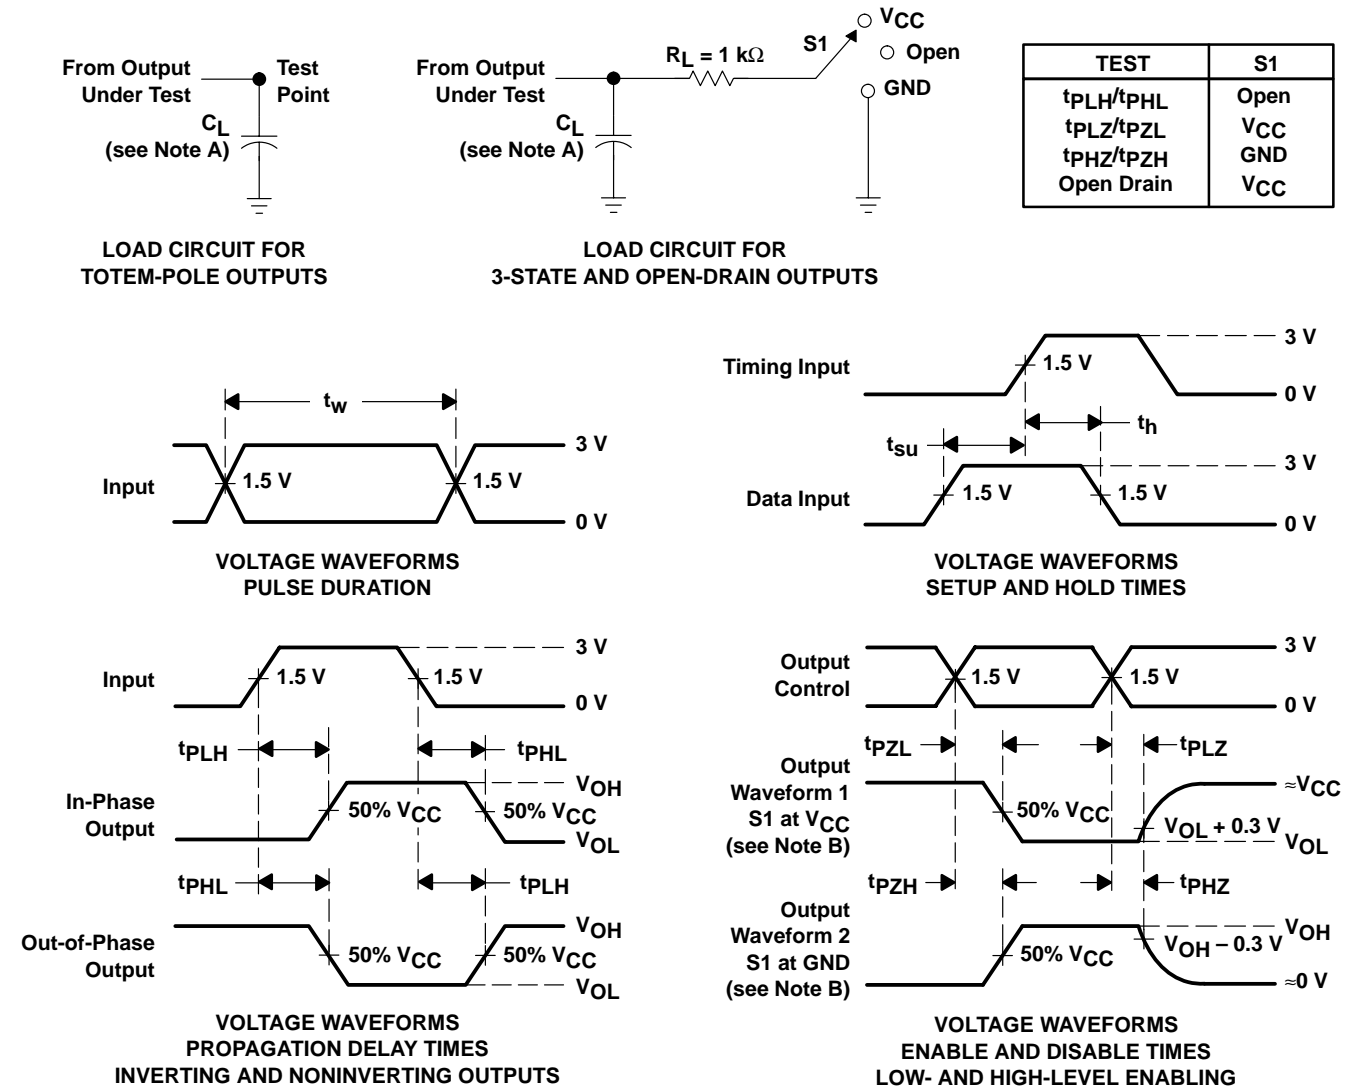 From Output
Under Test
Test
Point
CL
(see Note A)
LOAD CIRCUIT FOR
TOTEM-POLE OUTPUTS
From Output
Under Test
CL
(see Note A)
RL = 1 kΩ
S1
VCC
Open
GND
LOAD CIRCUIT FOR
3-STATE AND OPEN-DRAIN OUTPUTS
TEST S1
tPLH/tPHL Open
tPLZ/tPZL VCC
tPHZ/tPZH GND
Open Drain VCC
tw
Input
1.5 V
1.5 V
3 V
0 V
VOLTAGE WAVEFORMS
PULSE DURATION
Timing Input
1.5 V
3 V
0 V
tsu
th
Data Input
1.5 V
1.5 V
3 V
0 V
VOLTAGE WAVEFORMS
SETUP AND HOLD TIMES
Input
1.5 V
1.5 V
3 V
0 V
tPLH
tPHL
In-Phase
Output
50% VCC
50% VCC
VOH
VOL
tPHL
tPLH
Out-of-Phase
Output
50% VCC
50% VCC
VOH
VOL
VOLTAGE WAVEFORMS
PROPAGATION DELAY TIMES
INVERTING AND NONINVERTING OUTPUTS
Output
Control
1.5 V
1.5 V
3 V
0 V
tPZL
tPLZ
Output
Waveform 1
S1 at VCC
(see Note B)
50% VCC
≈VCC
VOL + 0.3 V
VOL
tPZH
tPHZ
Output
Waveform 2
S1 at GND
(see Note B)
50% VCC
VOH
VOH – 0.3 V
≈0 V
VOLTAGE WAVEFORMS
ENABLE AND DISABLE TIMES
LOW- AND HIGH-LEVEL ENABLING